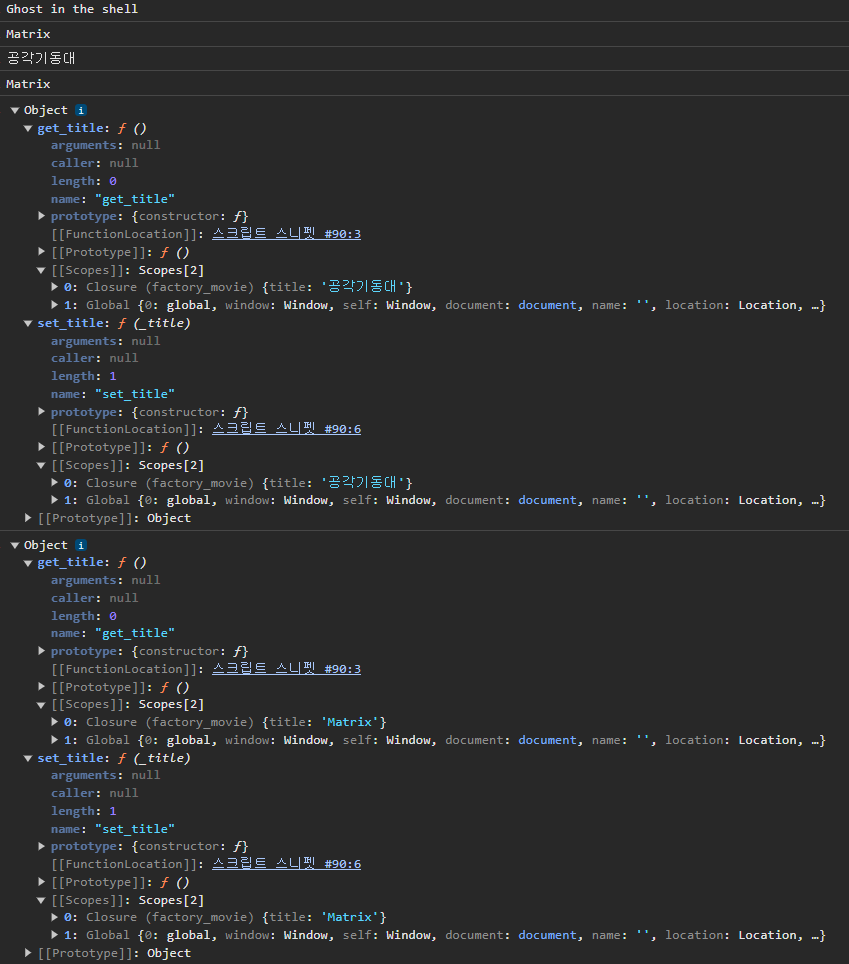 Ghost in the shell
Matrix
공각기동대
Matrix
Object i
get_title: ƒ ()
arguments: null
caller: null
length: 0
name: "get_title"
prototype: {constructor: ƒ}
[[FunctionLocation]]: 스크립트 스니펫 #90:3
[[Prototype]]: ƒ ()
[[Scopes]]: Scopes[2]
0: Closure (factory_movie) {title: '공각기동대'}
1: Global {0: global, window: Window, self: Window, document: document, name: '', location: Location, …}
set_title: ƒ (_title)
arguments: null
caller: null
length: 1
name: "set_title"
prototype: {constructor: ƒ}
[[FunctionLocation]]: 스크립트 스니펫 #90:6
[[Prototype]]: ƒ ()
[[Scopes]]: Scopes[2]
0: Closure (factory_movie) {title: '공각기동대'}
1: Global {0: global, window: Window, self: Window, document: document, name: '', location: Location, …}
[[Prototype]]: Object
Object i
get_title: ƒ ()
arguments: null
caller: null
length: 0
name: "get_title"
prototype: {constructor: ƒ}
[[FunctionLocation]]: 스크립트 스니펫 #90:3
[[Prototype]]: ƒ ()
[[Scopes]]: Scopes[2]
0: Closure (factory_movie) {title: 'Matrix'}
1: Global {0: global, window: Window, self: Window, document: document, name: '', location: Location, …}
set_title: ƒ (_title)
arguments: null
caller: null
length: 1
name: "set_title"
prototype: {constructor: ƒ}
[[FunctionLocation]]: 스크립트 스니펫 #90:6
[[Prototype]]: ƒ ()
[[Scopes]]: Scopes[2]
0: Closure (factory_movie) {title: 'Matrix'}
1: Global {0: global, window: Window, self: Window, document: document, name: '', location: Location, …}
[[Prototype]]: Object